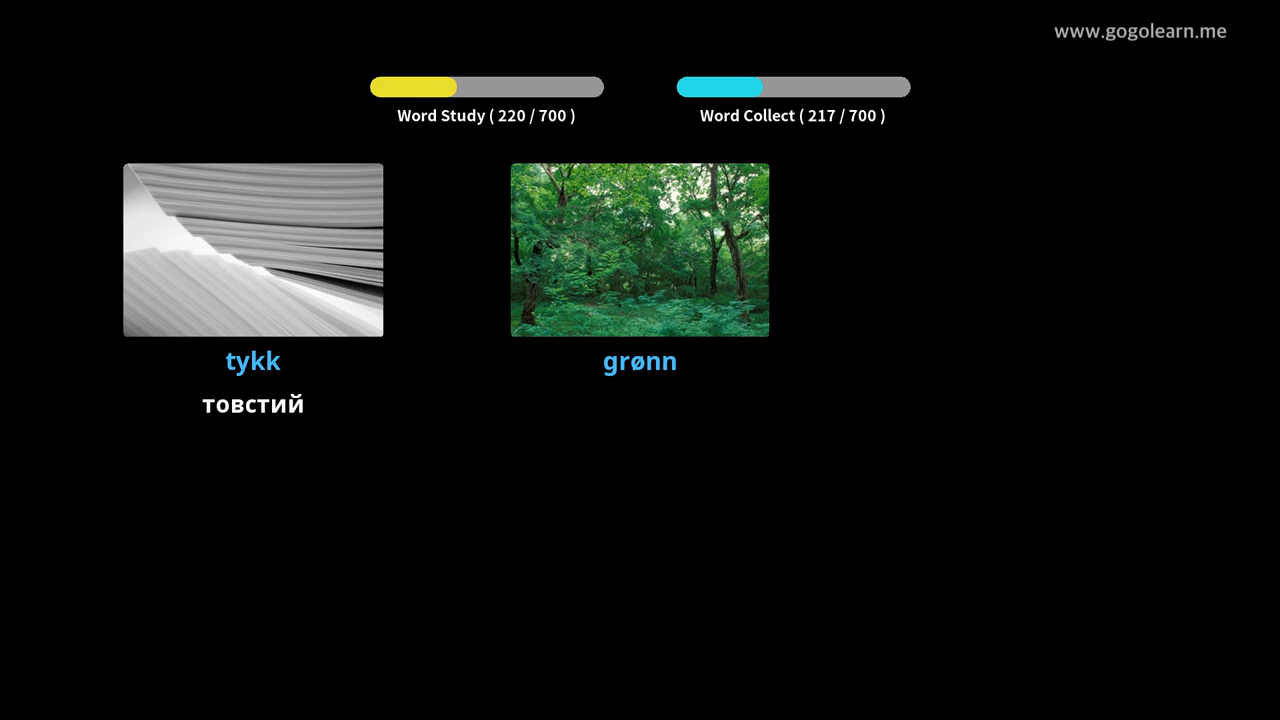 www.gogolearn.me
Word Study ( 220 / 700 )
Word Collect ( 217 / 700 )
tykk
grønn
товстий